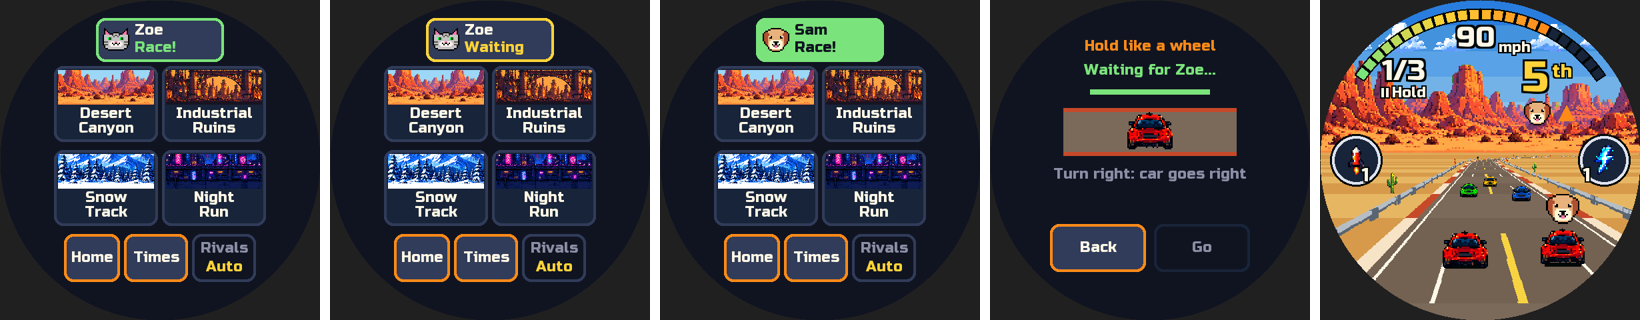 Zoe
Race!
Desert
Canyon
Industrial
Ruins
Snow
Track
Night
Run
Home
Times
Rivals
Auto
Zoe
Waiting
Desert
Canyon
Industrial
Ruins
Snow
Track
Night
Run
Home
Times
Rivals
Auto
Sam
Race!
Desert
Canyon
Industrial
Ruins
Snow
Track
Night
Run
Home
Times
Rivals
Auto
Hold like a wheel
Waiting for Zoe...
Turn right: car goes right
Back
Go
90 mph
1/3
Hold
5th
1
1